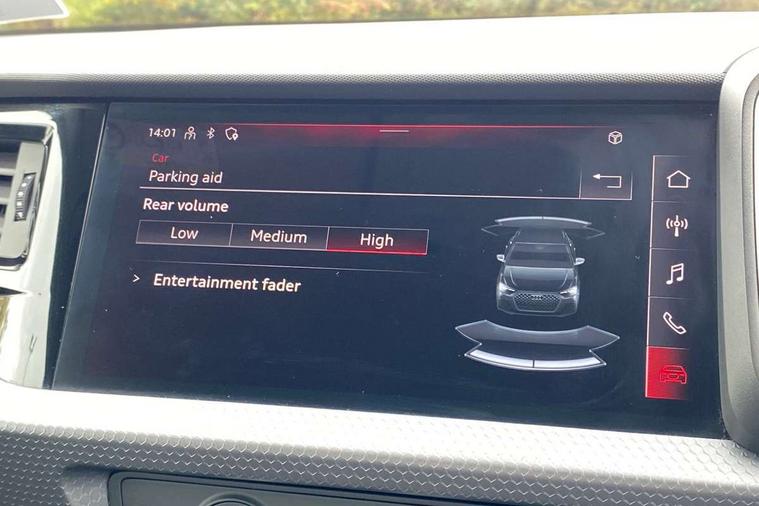 14:01
Car
Parking aid
Rear volume
Low Medium High
> Entertainment fader